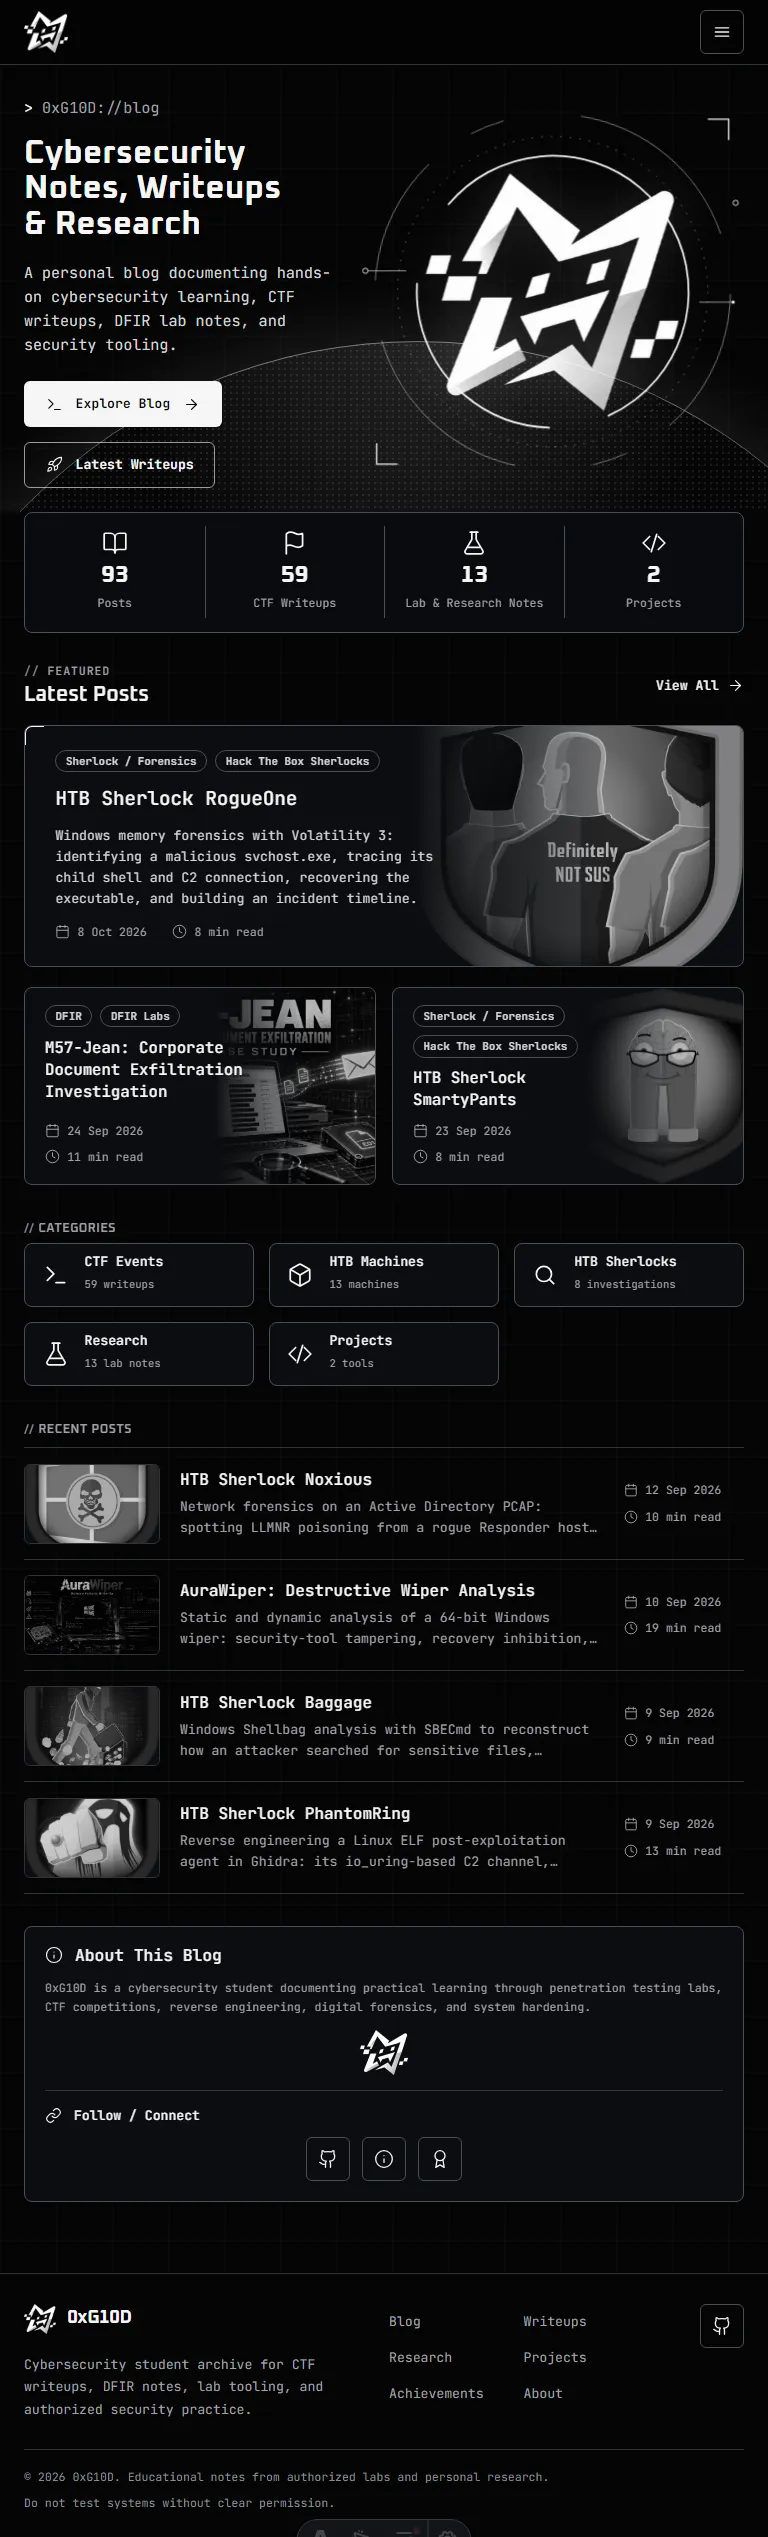 > 0xG10D://blog
Cybersecurity
Notes, Writeups
& Research
A personal blog documenting hands-
on cybersecurity learning, CTF
writeups, DFIR lab notes, and
security tooling.
Explore Blog
Latest Writeups
93
Posts
59
CTF Writeups
13
Lab & Research Notes
2
Projects
// FEATURED
Latest Posts
View All
Sherlock / Forensics
Hack The Box Sherlocks
HTB Sherlock RogueOne
Windows memory forensics with Volatility 3:
identifying a malicious svchost.exe, tracing its
child shell and C2 connection, recovering the
executable, and building an incident timeline.
8 Oct 2026
8 min read
Definitely
NOT SUS
DFIR
DFIR Labs
M57-Jean: Corporate
Document Exfiltration
Investigation
24 Sep 2026
11 min read
-JEAN
EXFILTRATION
STUDY
Sherlock / Forensics
Hack The Box Sherlocks
HTB Sherlock
SmartyPants
23 Sep 2026
8 min read
// CATEGORIES
CTF Events
59 writeups
HTB Machines
13 machines
HTB Sherlocks
8 investigations
Research
13 lab notes
Projects
2 tools
// RECENT POSTS
HTB Sherlock Noxious
Network forensics on an Active Directory PCAP:
spotting LLMNR poisoning from a rogue Responder host…
12 Sep 2026
10 min read
AuraWiper
AuraWiper: Destructive Wiper Analysis
Static and dynamic analysis of a 64-bit Windows
wiper: security-tool tampering, recovery inhibition,…
10 Sep 2026
19 min read
HTB Sherlock Baggage
Windows Shellbag analysis with SBECmd to reconstruct
how an attacker searched for sensitive files,…
9 Sep 2026
9 min read
HTB Sherlock PhantomRing
Reverse engineering a Linux ELF post-exploitation
agent in Ghidra: its io_uring-based C2 channel,…
9 Sep 2026
13 min read
About This Blog
0xG10D is a cybersecurity student documenting practical learning through penetration testing labs,
CTF competitions, reverse engineering, digital forensics, and system hardening.
Follow / Connect
0xG10D
Cybersecurity student archive for CTF
writeups, DFIR notes, lab tooling, and
authorized security practice.
Blog
Writeups
Research
Projects
Achievements
About
© 2026 0xG10D. Educational notes from authorized labs and personal research.
Do not test systems without clear permission.